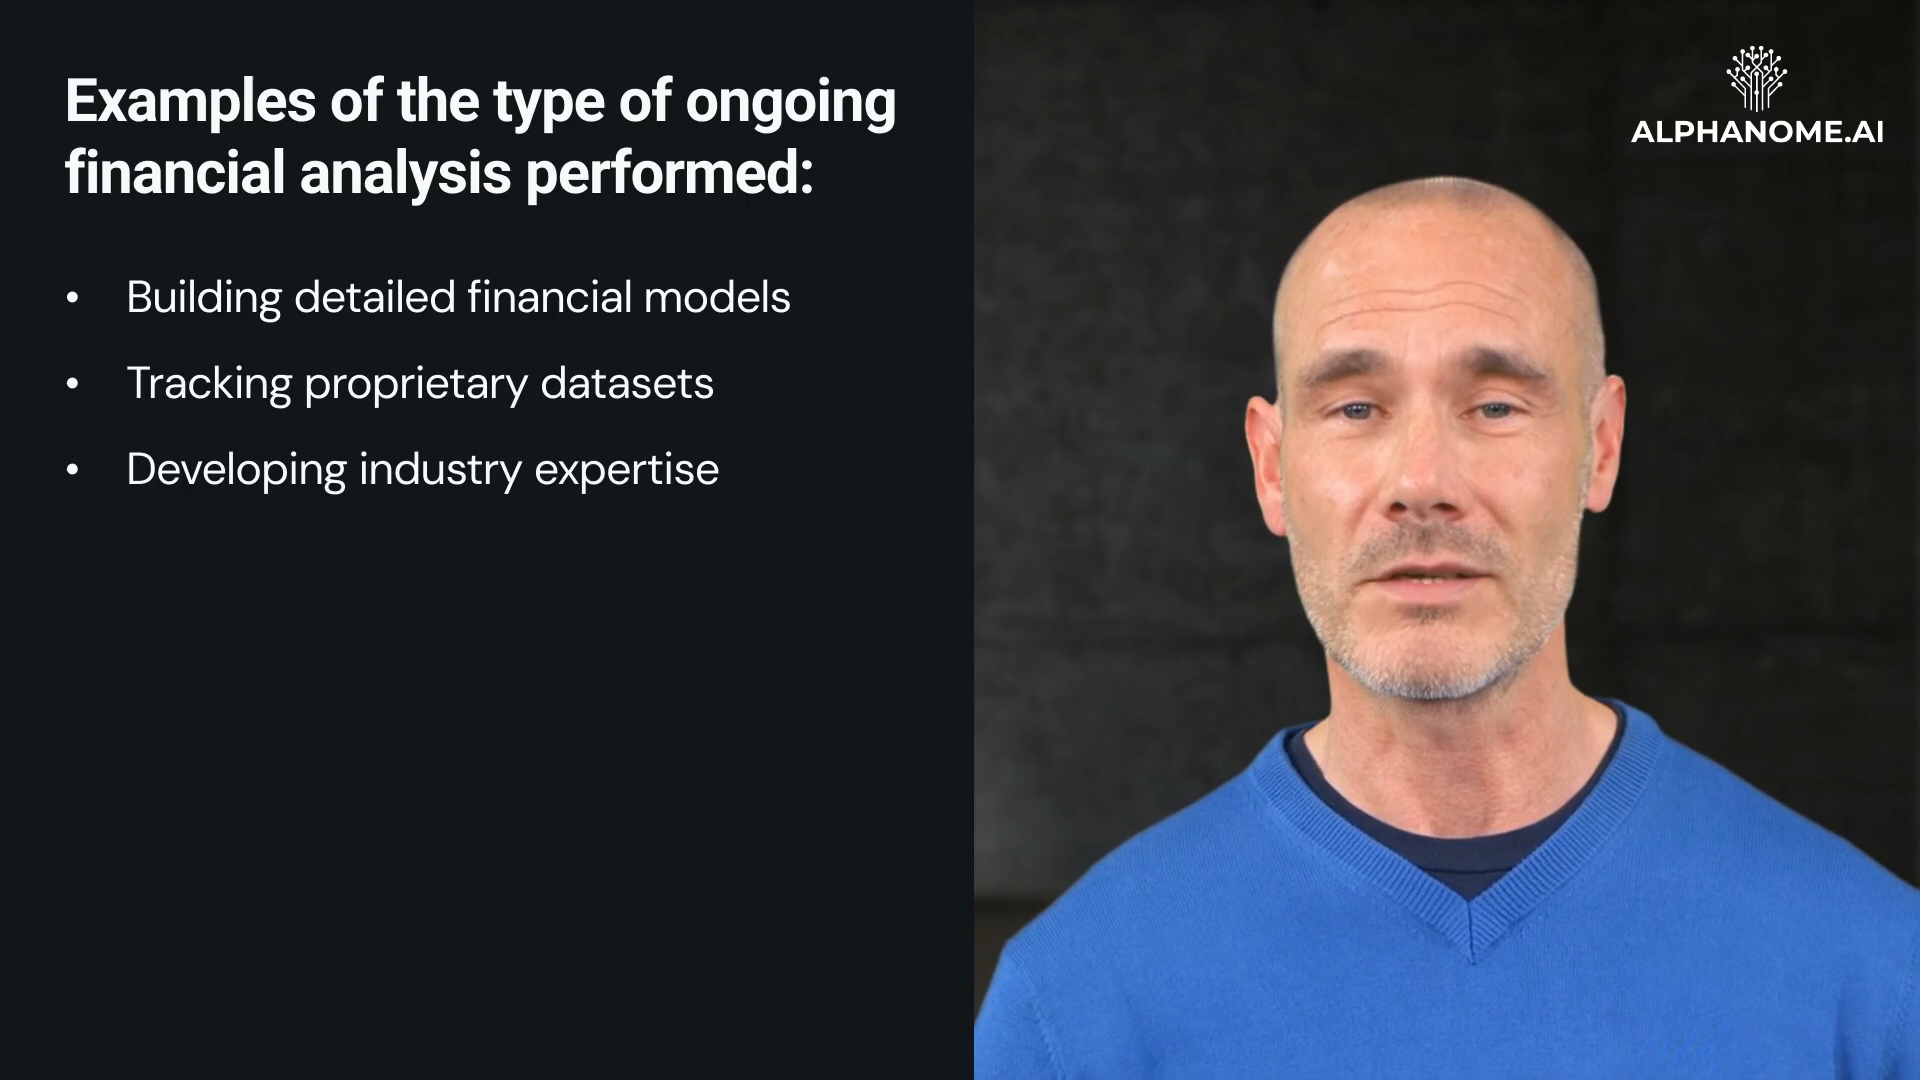 Examples of the type of ongoing
financial analysis performed:
• Building detailed financial models
• Tracking proprietary datasets
• Developing industry expertise
ALPHANOME.AI